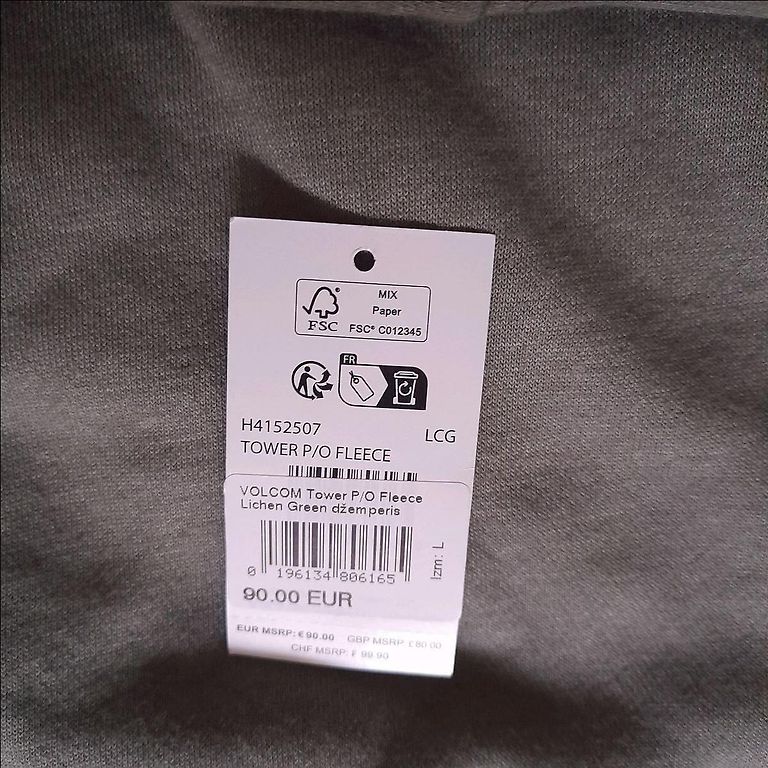 MIX
Paper
FSC® C012345
FSC
FR
H4152507
LCG
TOWER P/O FLEECE
VOLCOM Tower P/O Fleece
Lichen Green džemperis
0 196134 806165
Izm: L
90.00 EUR
EUR MSRP: € 90.00 GBP MSRP: £ 80.00
CHF MSRP: ₣ 99.90